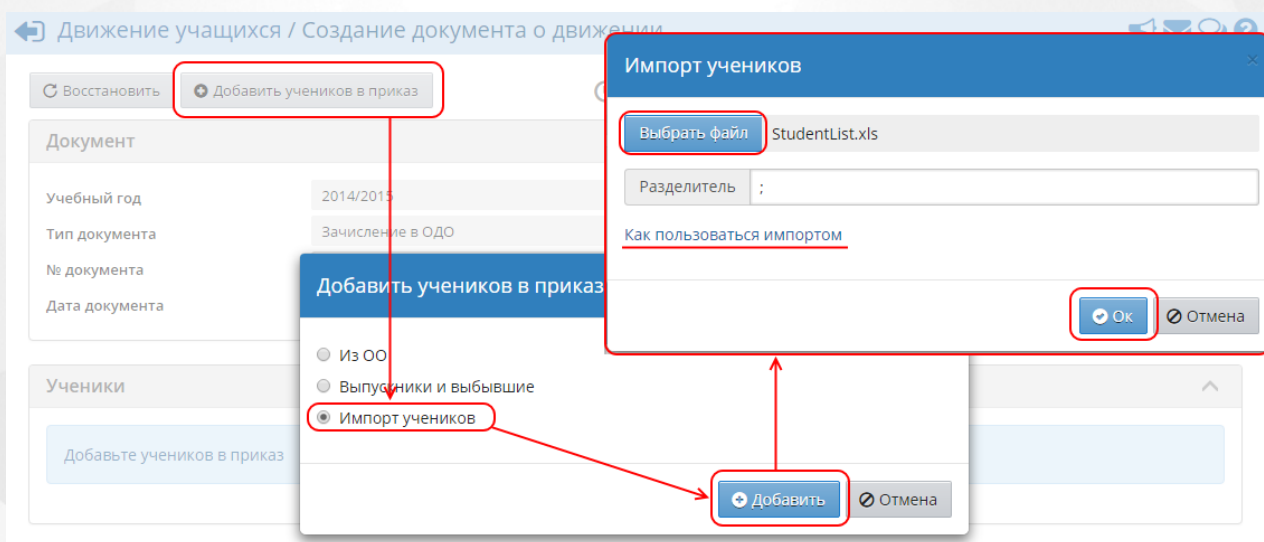 Движение учащихся / Создание документа о движении
Восстановить
Добавить учеников в приказ
Документ
Учебный год
2014/2015
Тип документа
Зачисление в ОДО
№ документа
Дата документа
Ученики
Добавьте учеников в приказ
Добавить учеников в приказ
Из ОО
Выпускники и выбывшие
Импорт учеников
Добавить
Отмена
Импорт учеников
Выбрать файл
StudentList.xls
Разделитель
;
Как пользоваться импортом
Ок
Отмена